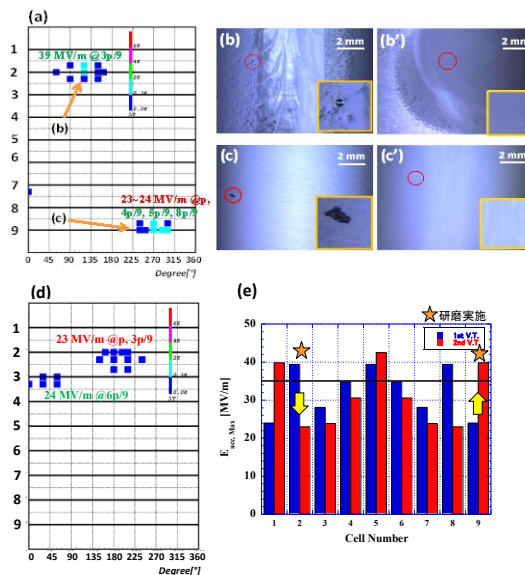 (a)
1
2
3
4
5
6
7
8
9
39 MV/m @3p/9
(b)
23~24 MV/m @p,
4p/9, 5p/9, 8p/9
(c)
0 45 90 135 180 225 270 315 360
Degree[°]
(b)
2 mm
(b')
2 mm
(c)
2 mm
(c')
2 mm
(d)
1
2
3
4
5
6
7
8
9
23 MV/m @p, 3p/9
24 MV/m @6p/9
0 45 90 135 180 225 270 315 360
Degree[°]
(e)
研磨実施
1st V.T.
2nd V.T.
50
40
30
20
10
0
E acc, Max [MV/m]
1 2 3 4 5 6 7 8 9
Cell Number